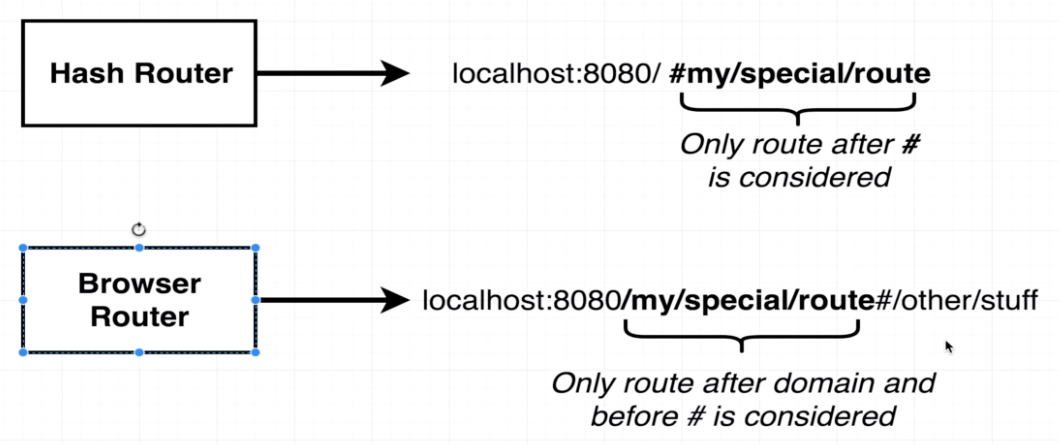 Hash Router
localhost:8080/ #my/special/route
Only route after #
is considered
Browser
Router
localhost:8080/my/special/route#/other/stuff
Only route after domain and
before # is considered